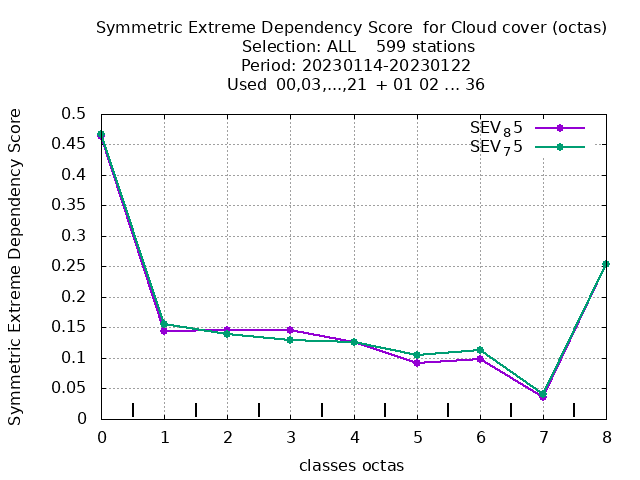 Symmetric Extreme Dependency Score  for Cloud cover (octas)
Selection: ALL    599 stations
Period: 20230114-20230122
Used  00,03,...,21  + 01 02 ... 36
Symmetric Extreme Dependency Score
0.5
0.45
0.4
0.35
0.3
0.25
0.2
0.15
0.1
0.05
0
SEV₈5
SEV₇5
0 1 2 3 4 5 6 7 8
classes octas